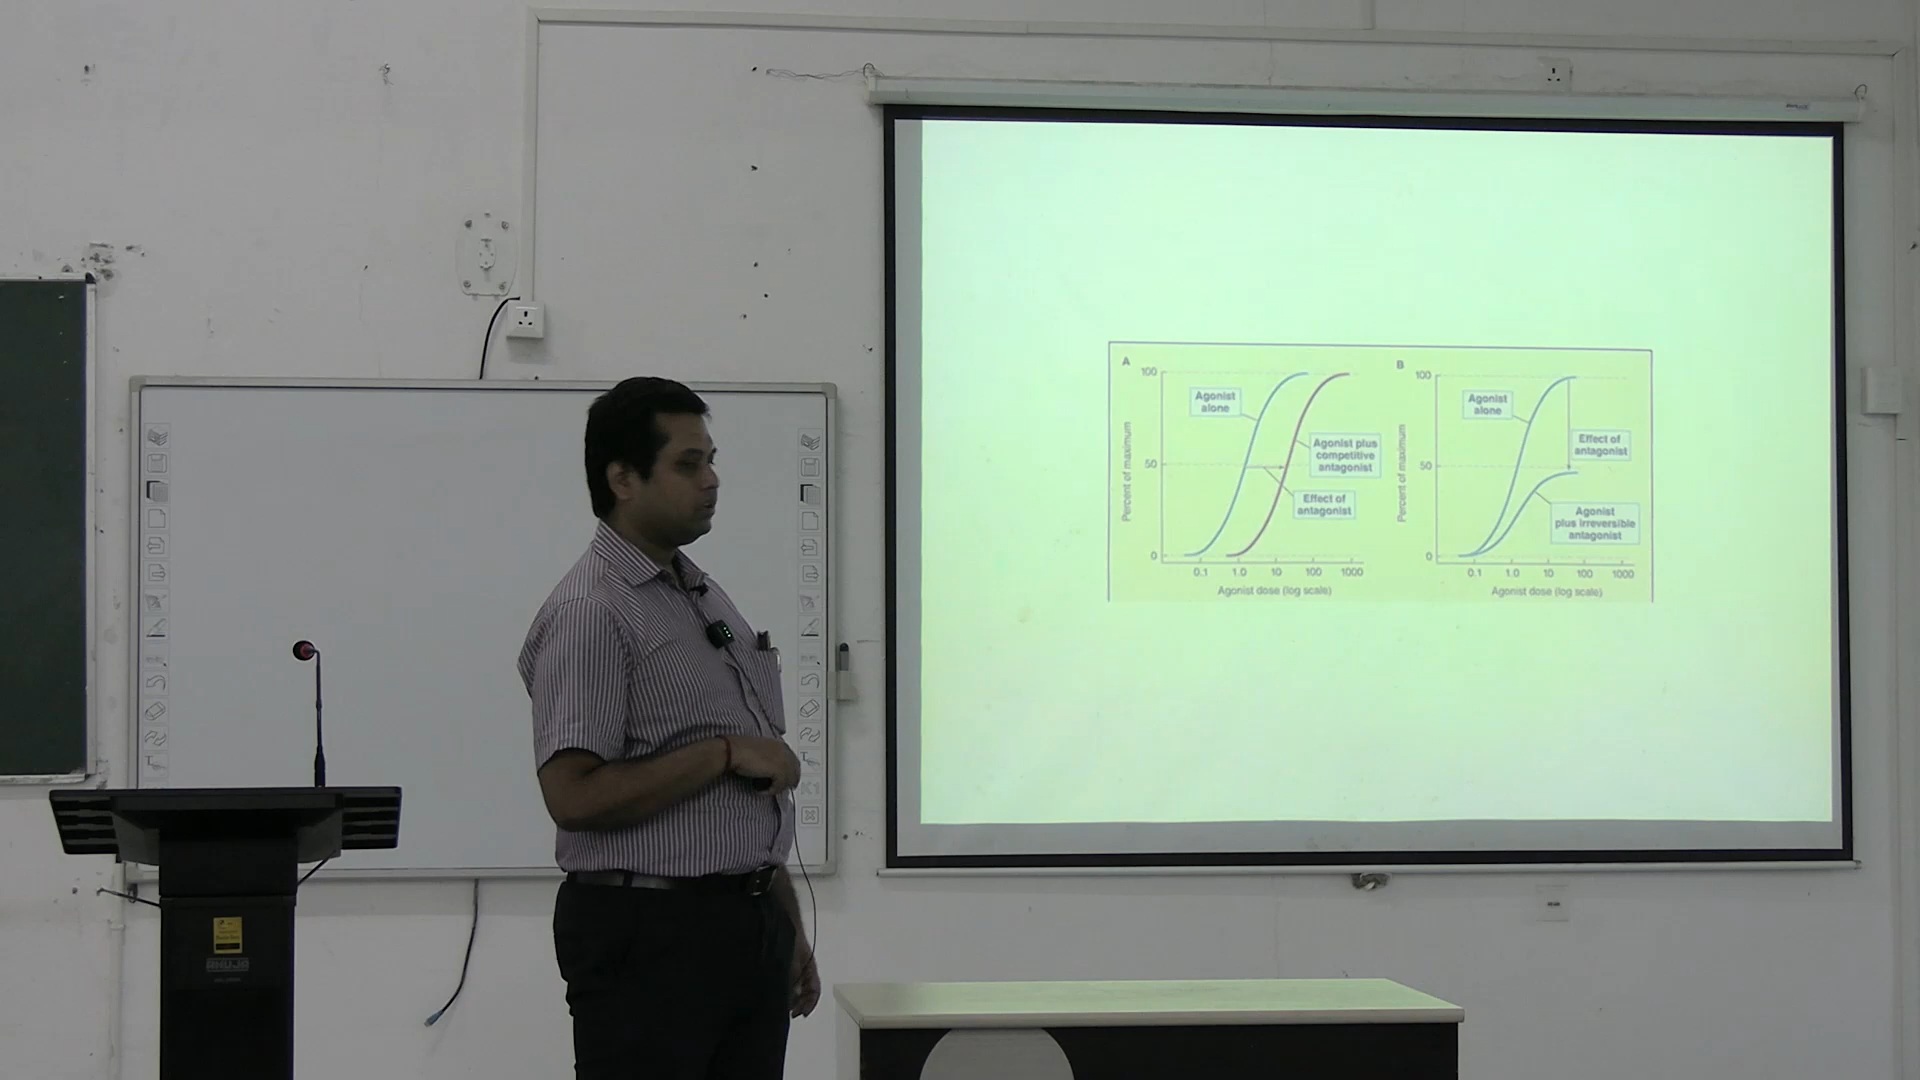 A
100
50
0
Percent of maximum
Agonist
alone
Agonist plus
competitive
antagonist
Effect of
antagonist
0.1 1.0 10 100 1000
Agonist dose (log scale)
B
100
50
0
Percent of maximum
Agonist
alone
Effect of
antagonist
Agonist
plus irreversible
antagonist
0.1 1.0 10 100 1000
Agonist dose (log scale)
AHUJA